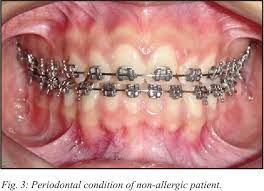 Fig. 3: Periodontal condition of non-allergic patient.